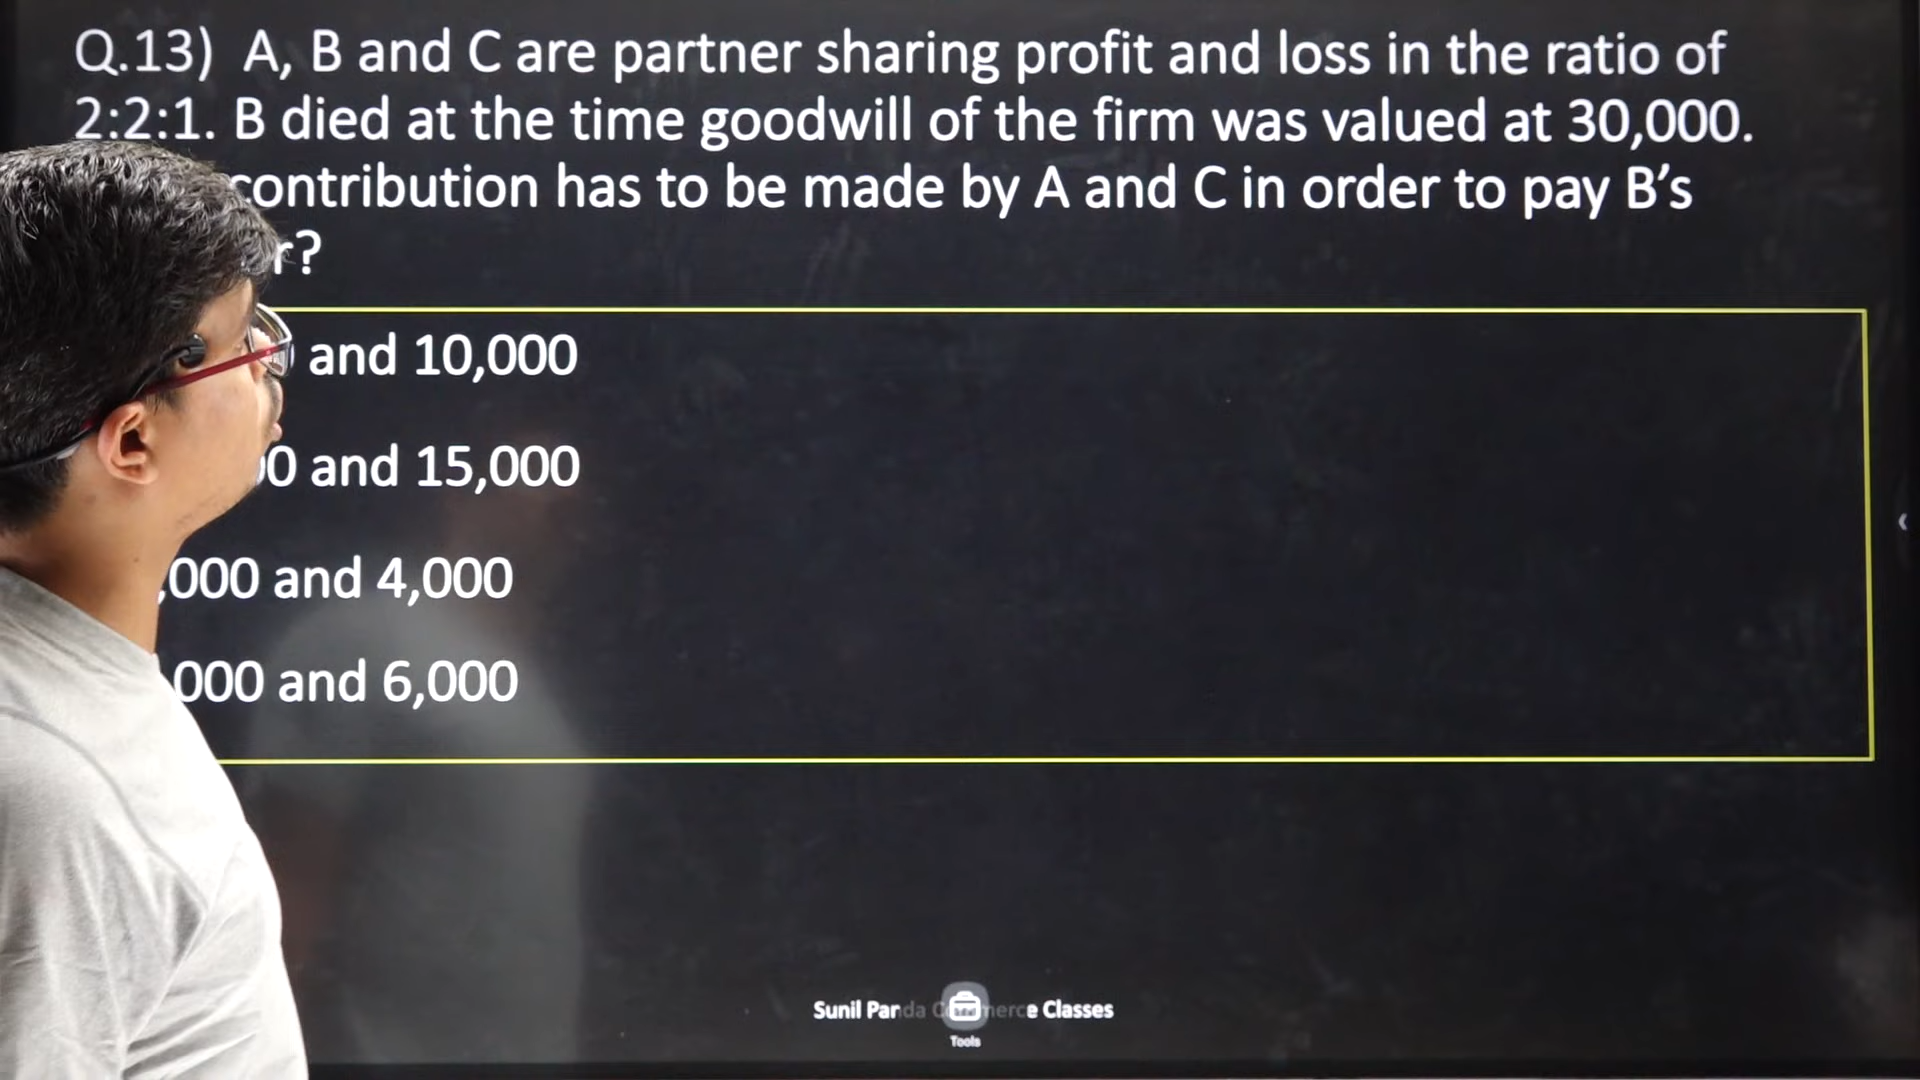 Q.13) A, B and C are partner sharing profit and loss in the ratio of
2:2:1. B died at the time goodwill of the firm was valued at 30,000.
contribution has to be made by A and C in order to pay B's
r?
and 10,000
0 and 15,000
,000 and 4,000
000 and 6,000
Sunil Panda Commerce Classes
Tools